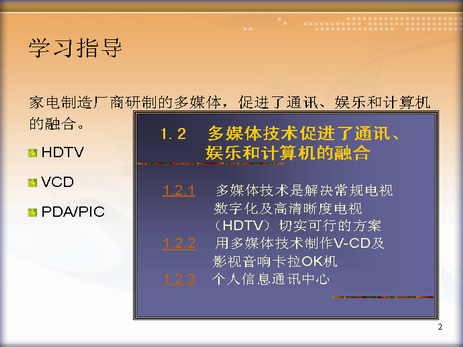 学习指导
家电制造厂商研制的多媒体，促进了通讯、娱乐和计算机
的融合。
HDTV
VCD
PDA/PIC
1.2 多媒体技术促进了通讯、
娱乐和计算机的融合
1.2.1 多媒体技术是解决常规电视
数字化及高清晰度电视
（HDTV）切实可行的方案
1.2.2 用多媒体技术制作V-CD及
影视音响卡拉OK机
1.2.3 个人信息通讯中心
2